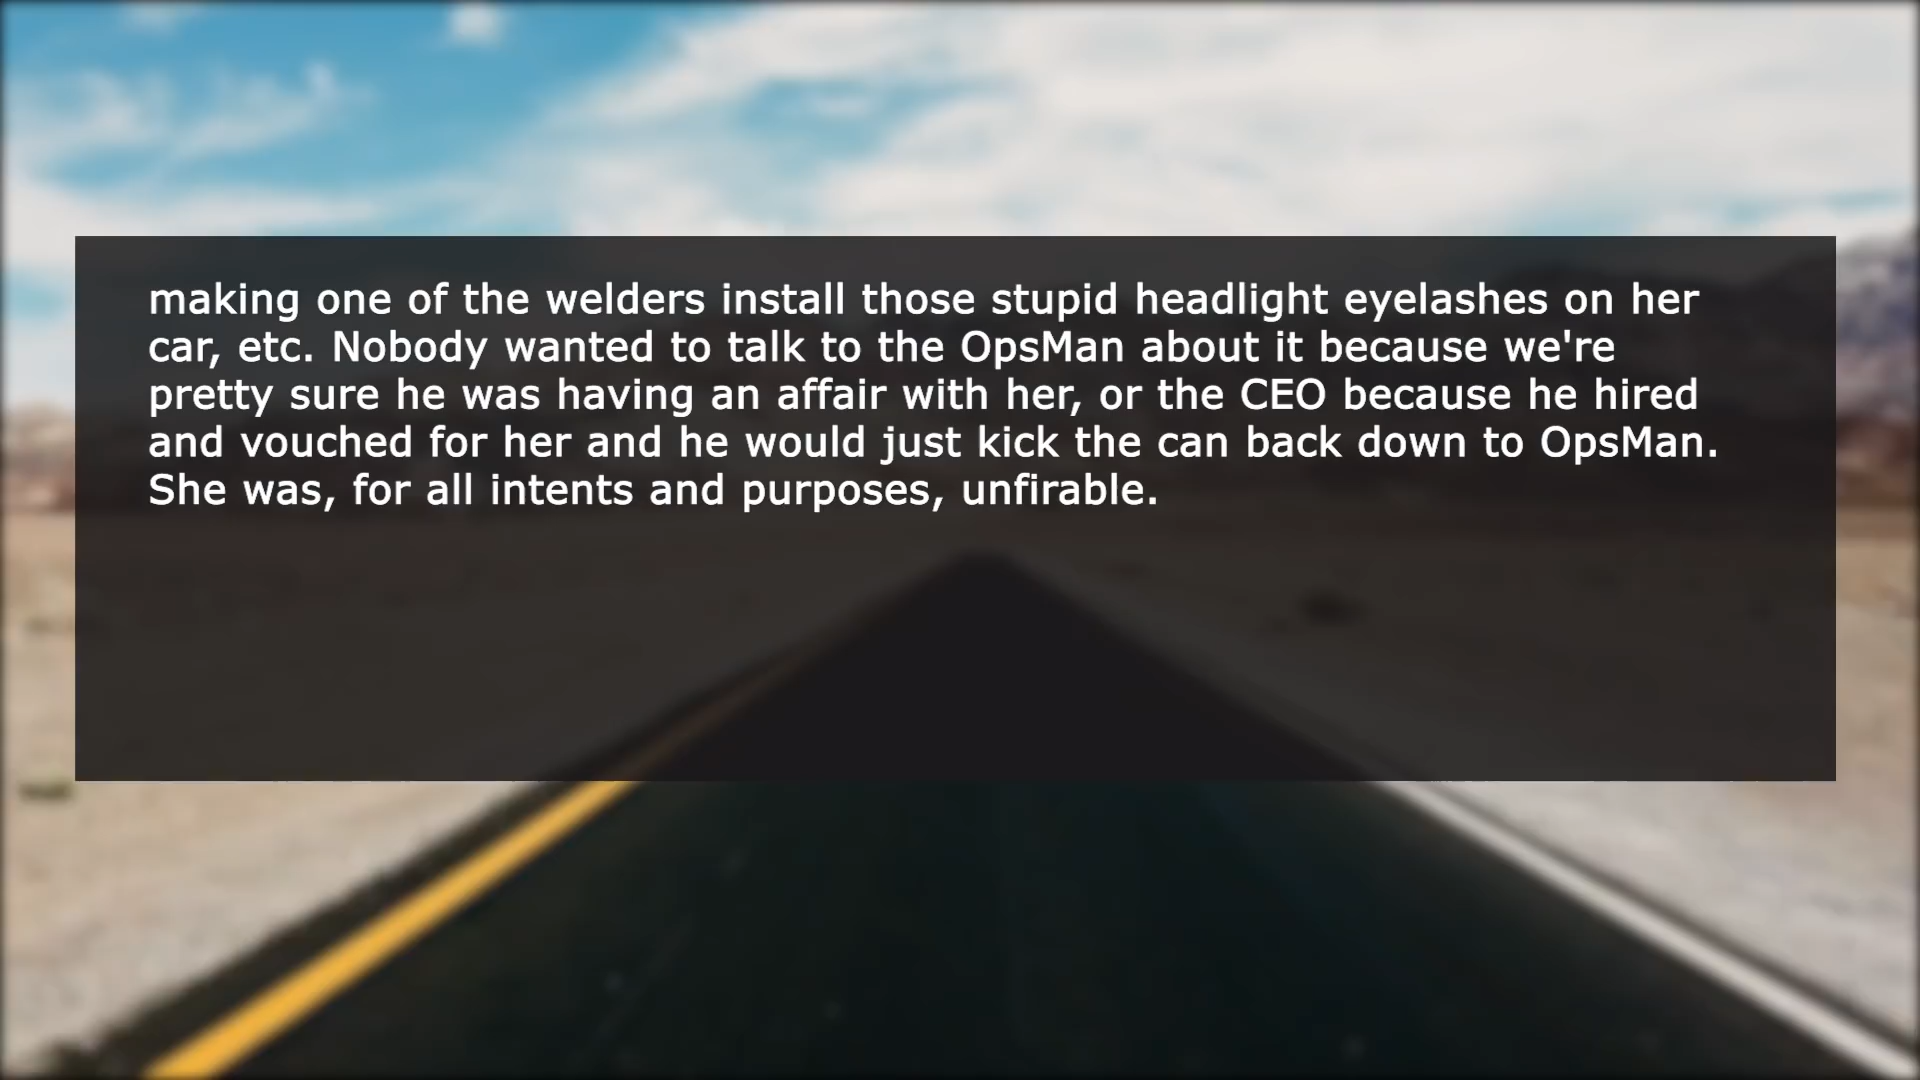 making one of the welders install those stupid headlight eyelashes on her
car, etc. Nobody wanted to talk to the OpsMan about it because we're
pretty sure he was having an affair with her, or the CEO because he hired
and vouched for her and he would just kick the can back down to OpsMan.
She was, for all intents and purposes, unfirable.